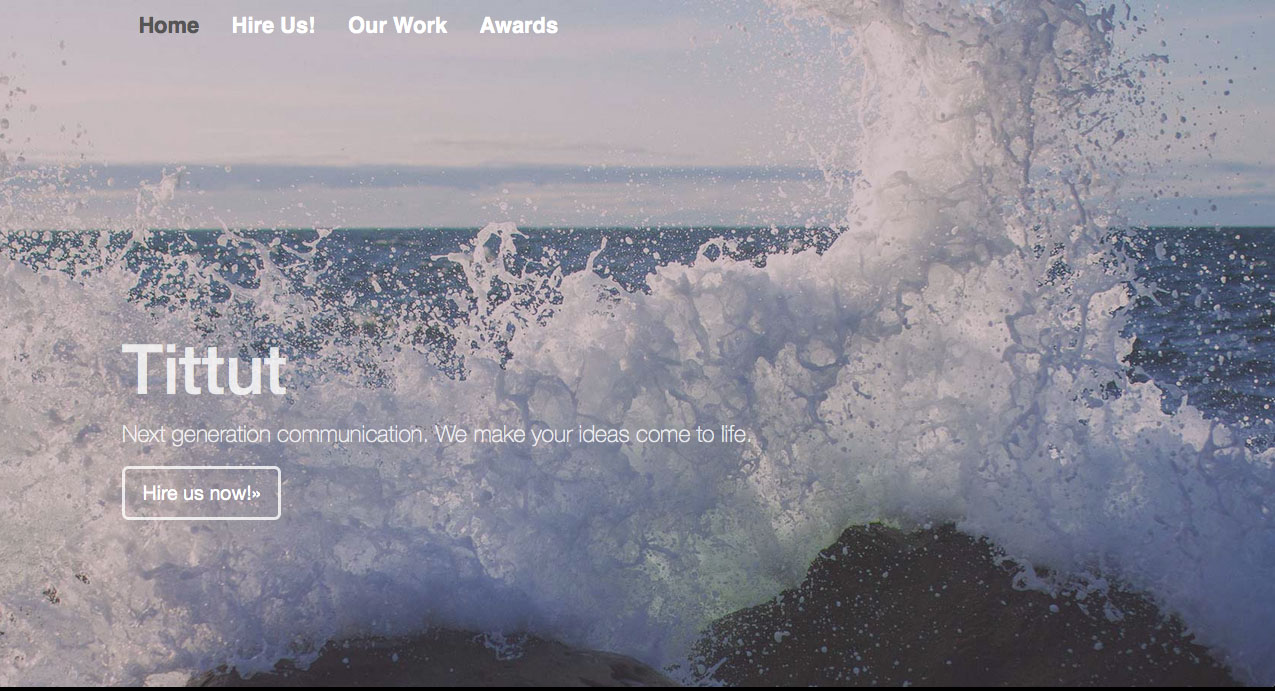 Home Hire Us! Our Work Awards
Tittut
Next generation communication. We make your ideas come to life.
Hire us now!»